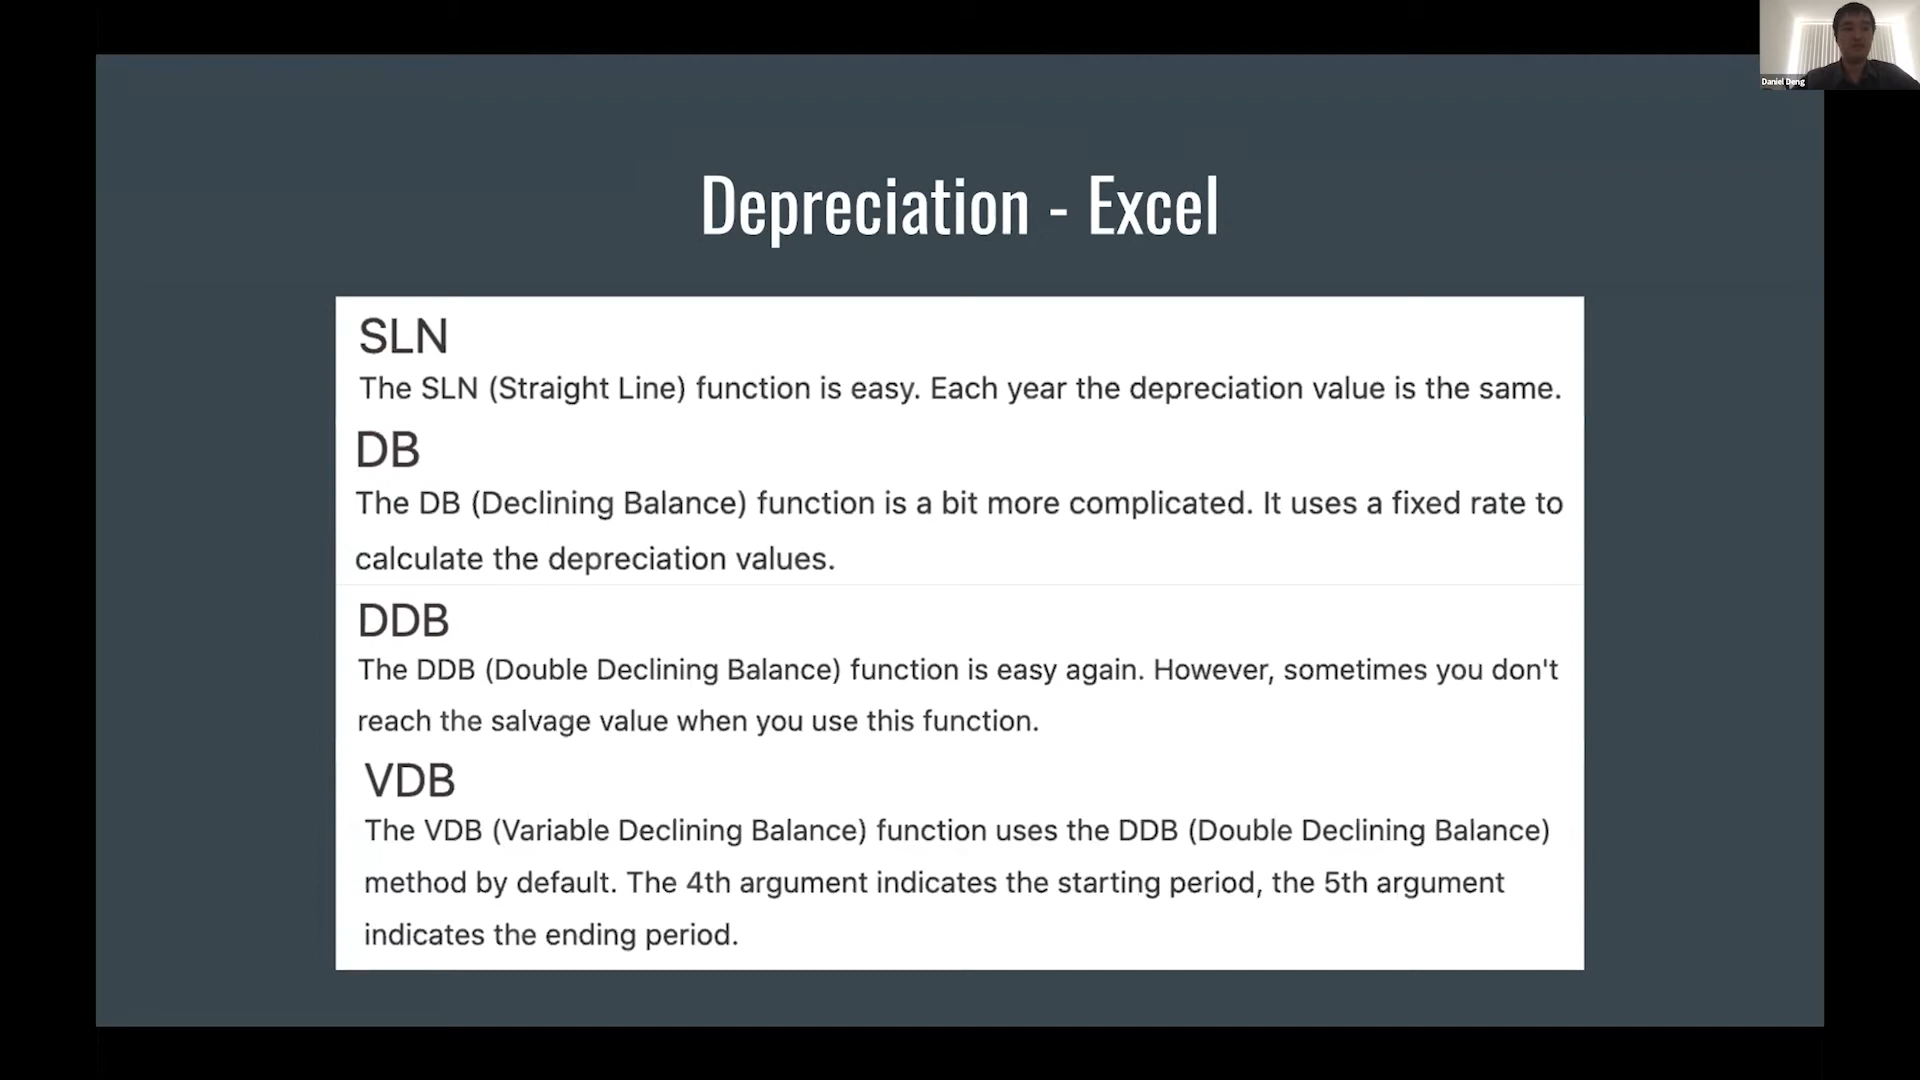 Daniel Deng
Depreciation - Excel
SLN
The SLN (Straight Line) function is easy. Each year the depreciation value is the same.
DB
The DB (Declining Balance) function is a bit more complicated. It uses a fixed rate to
calculate the depreciation values.
DDB
The DDB (Double Declining Balance) function is easy again. However, sometimes you don't
reach the salvage value when you use this function.
VDB
The VDB (Variable Declining Balance) function uses the DDB (Double Declining Balance)
method by default. The 4th argument indicates the starting period, the 5th argument
indicates the ending period.